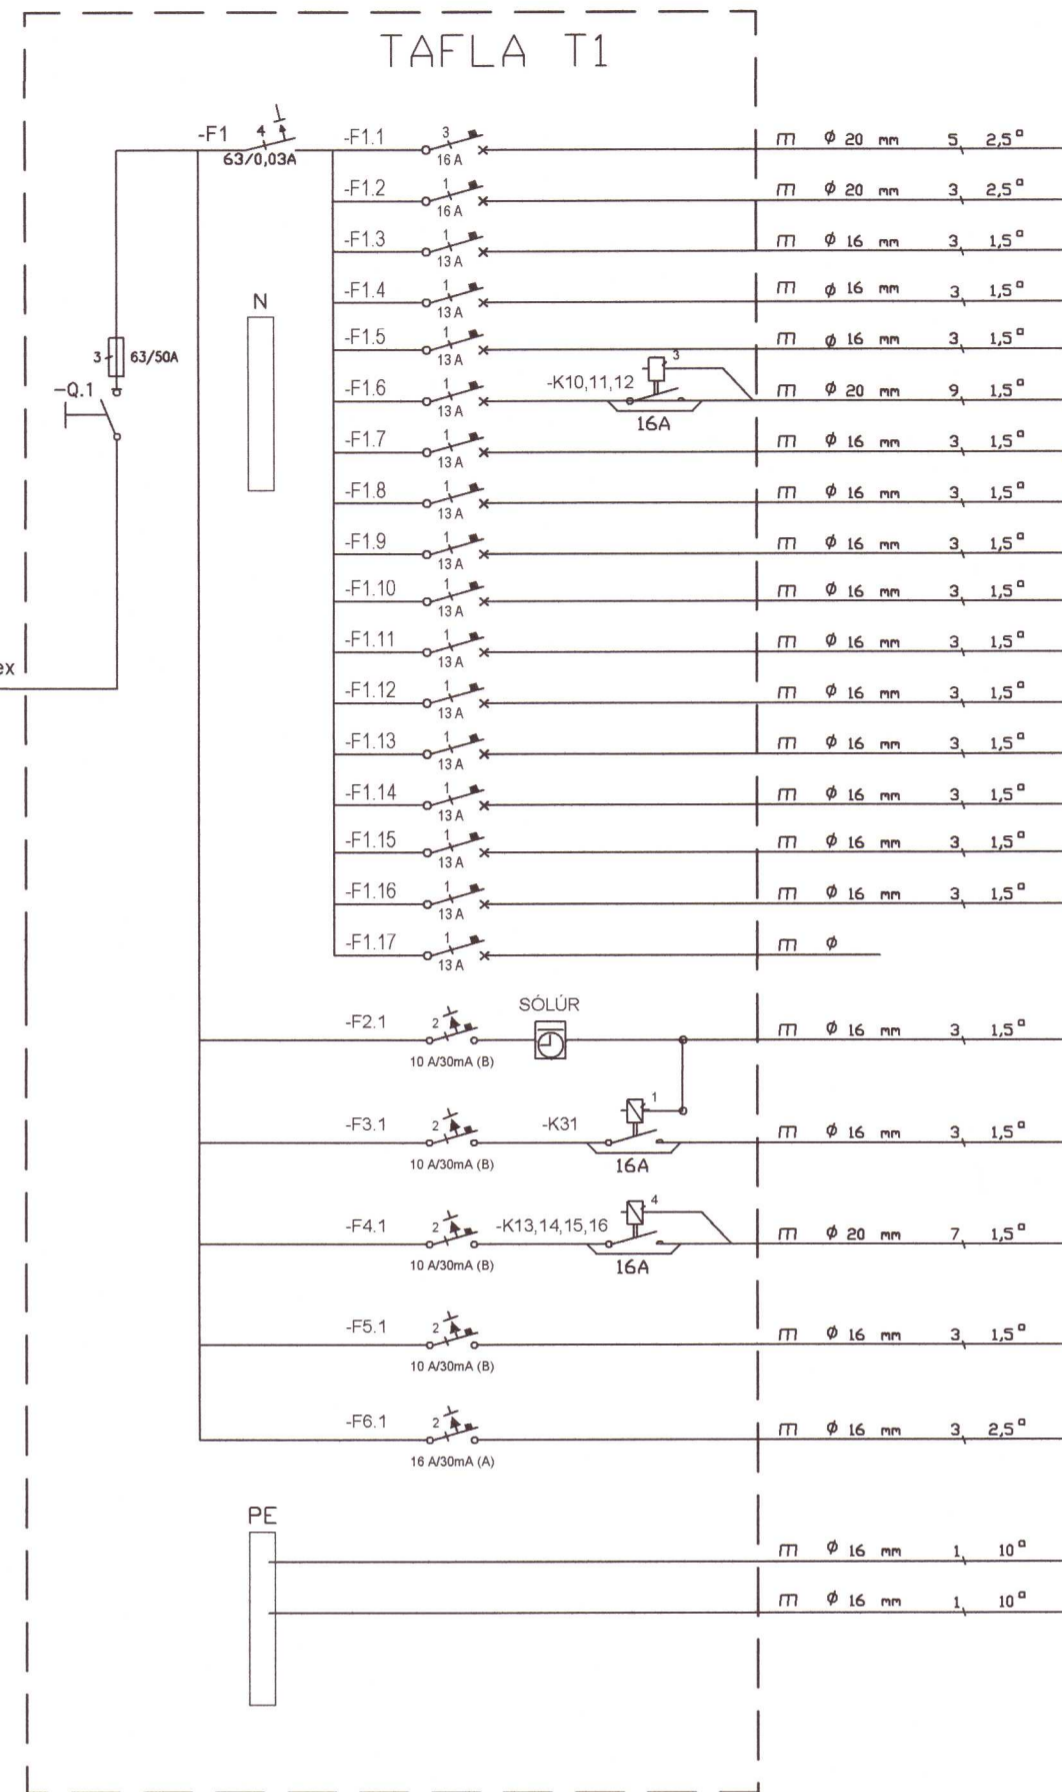 TAFLA T1
-F1 4 63/0,03A
-F1.1 3 16 A m ϕ 20 mm 5 2,5▫
-F1.2 1 16 A m ϕ 20 mm 3 2,5▫
-F1.3 1 13 A m ϕ 16 mm 3 1,5▫
-F1.4 1 13 A m ϕ 16 mm 3 1,5▫
N
-F1.5 1 13 A m ϕ 16 mm 3 1,5▫
3 63/50A
-Q.1
-F1.6 1 13 A -K10,11,12 3 16A m ϕ 20 mm 9 1,5▫
-F1.7 1 13 A m ϕ 16 mm 3 1,5▫
-F1.8 1 13 A m ϕ 16 mm 3 1,5▫
-F1.9 1 13 A m ϕ 16 mm 3 1,5▫
-F1.10 1 13 A m ϕ 16 mm 3 1,5▫
-F1.11 1 13 A m ϕ 16 mm 3 1,5▫
ex
-F1.12 1 13 A m ϕ 16 mm 3 1,5▫
-F1.13 1 13 A m ϕ 16 mm 3 1,5▫
-F1.14 1 13 A m ϕ 16 mm 3 1,5▫
-F1.15 1 13 A m ϕ 16 mm 3 1,5▫
-F1.16 1 13 A m ϕ 16 mm 3 1,5▫
-F1.17 1 13 A m ϕ
-F2.1 2 10 A/30mA (B) SÓLÚR m ϕ 16 mm 3 1,5▫
-F3.1 2 10 A/30mA (B) -K31 1 16A m ϕ 16 mm 3 1,5▫
-F4.1 2 10 A/30mA (B) -K13,14,15,16 4 16A m ϕ 20 mm 7 1,5▫
-F5.1 2 10 A/30mA (B) m ϕ 16 mm 3 1,5▫
-F6.1 2 16 A/30mA (A) m ϕ 16 mm 3 2,5▫
PE
m ϕ 16 mm 1 10▫
m ϕ 16 mm 1 10▫